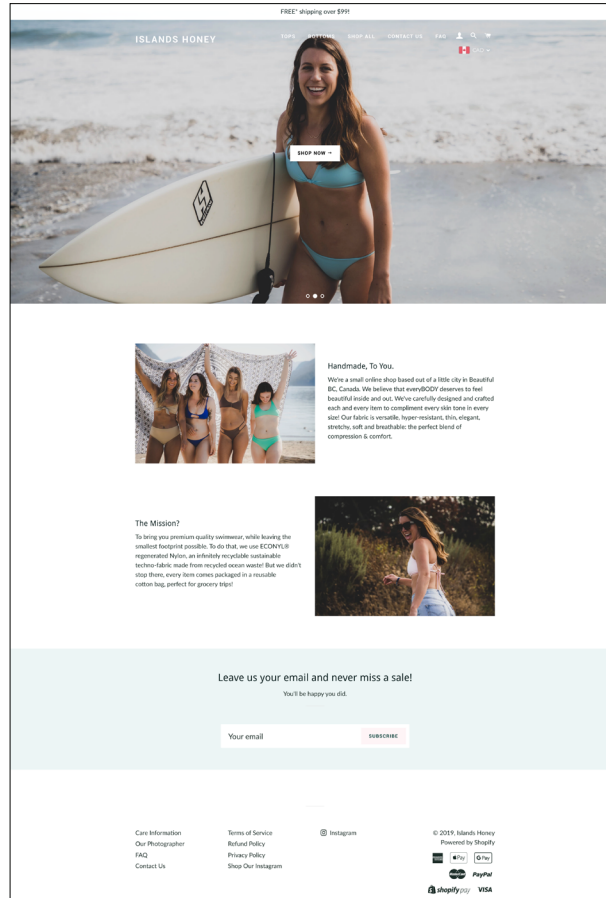 FREE* shipping over $99!
ISLANDS HONEY
TOPS BOTTOMS SHOP ALL CONTACT US FAQ
CAD
SHOP NOW →
Handmade, To You.
We're a small online shop based out of a little city in Beautiful
BC, Canada. We believe that everyBODY deserves to feel
beautiful inside and out. We've carefully designed and crafted
each and every item to compliment every skin tone in every
size! Our fabric is versatile, hyper-resistant, thin, elegant,
stretchy, soft and breathable: the perfect blend of
compression & comfort.
The Mission?
To bring you premium quality swimwear, while leaving the
smallest footprint possible. To do that, we use ECONYL®
regenerated Nylon, an infinitely recyclable sustainable
techno-fabric made from recycled ocean waste! But we didn't
stop there, every item comes packaged in a reusable
cotton bag, perfect for grocery trips!
Leave us your email and never miss a sale!
You'll be happy you did.
Your email
SUBSCRIBE
Care Information
Our Photographer
FAQ
Contact Us
Terms of Service
Refund Policy
Privacy Policy
Shop Our Instagram
Instagram
© 2019, Islands Honey
Powered by Shopify
Pay
G Pay
PayPal
shopify pay VISA